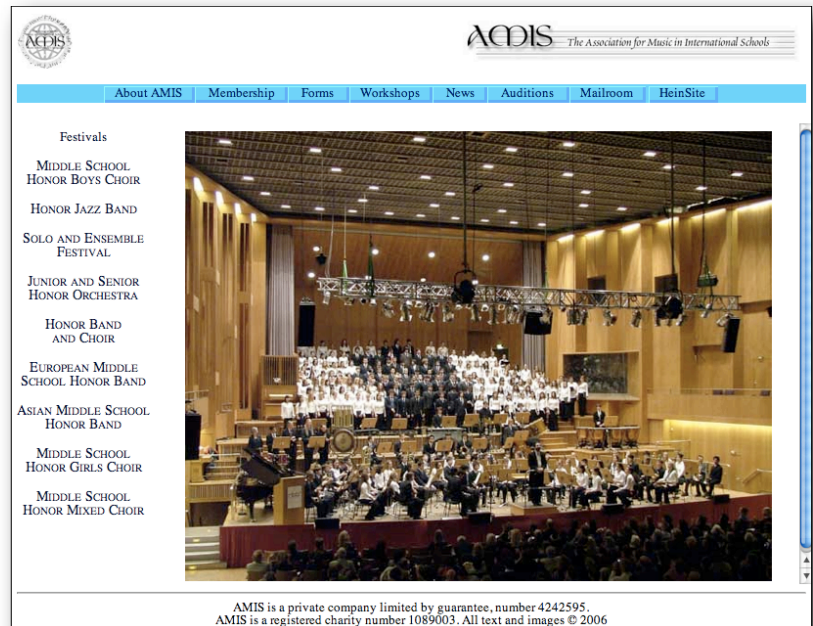 AMIS
AMIS The Association for Music in International Schools
About AMIS Membership Forms Workshops News Auditions Mailroom HeinSite
Festivals
MIDDLE SCHOOL
HONOR BOYS CHOIR
HONOR JAZZ BAND
SOLO AND ENSEMBLE
FESTIVAL
JUNIOR AND SENIOR
HONOR ORCHESTRA
HONOR BAND
AND CHOIR
EUROPEAN MIDDLE
SCHOOL HONOR BAND
ASIAN MIDDLE SCHOOL
HONOR BAND
MIDDLE SCHOOL
HONOR GIRLS CHOIR
MIDDLE SCHOOL
HONOR MIXED CHOIR
AMIS is a private company limited by guarantee, number 4242595.
AMIS is a registered charity number 1089003. All text and images © 2006